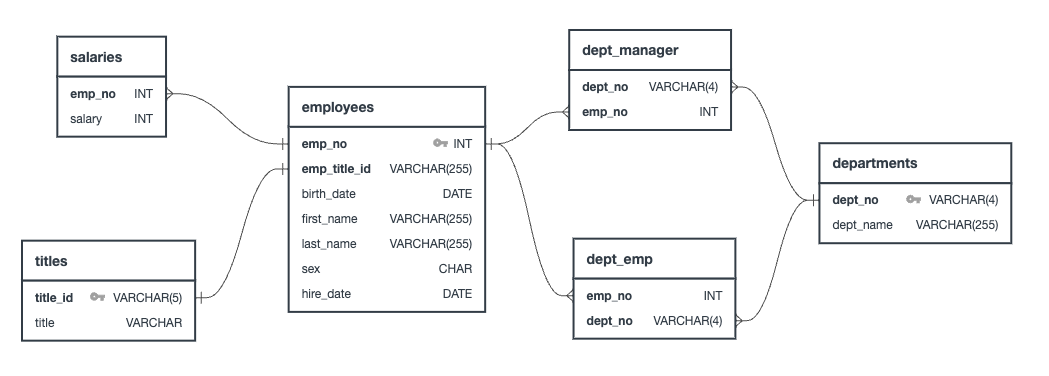 salaries
emp_no INT
salary INT
titles
title_id VARCHAR(5)
title VARCHAR
employees
emp_no INT
emp_title_id VARCHAR(255)
birth_date DATE
first_name VARCHAR(255)
last_name VARCHAR(255)
sex CHAR
hire_date DATE
dept_manager
dept_no VARCHAR(4)
emp_no INT
dept_emp
emp_no INT
dept_no VARCHAR(4)
departments
dept_no VARCHAR(4)
dept_name VARCHAR(255)